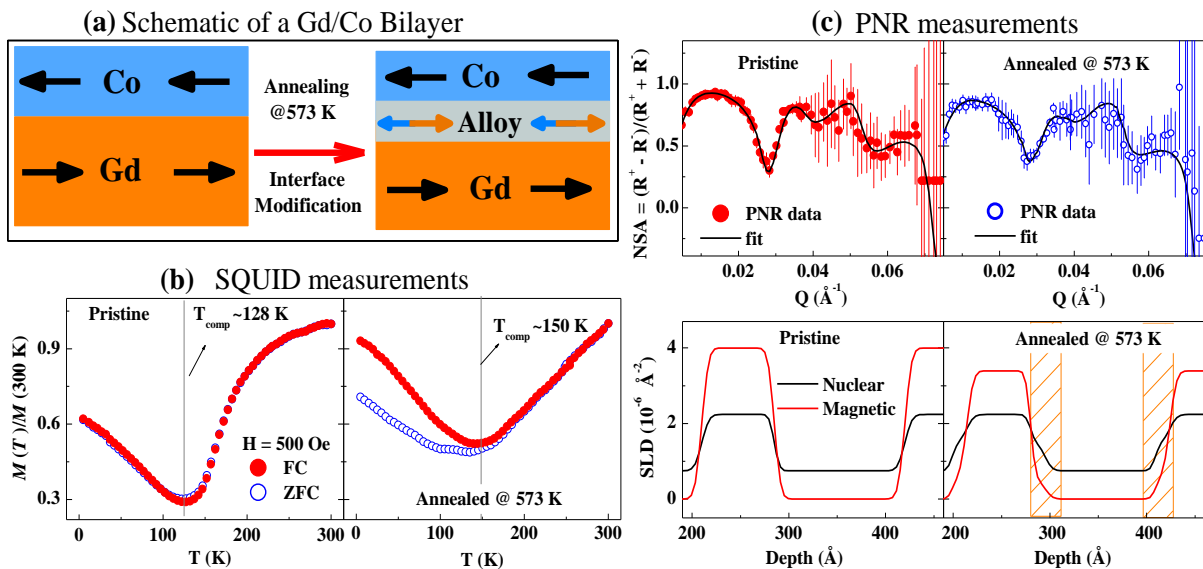 (a) Schematic of a Gd/Co Bilayer
Co
Gd
Annealing
@573 K
Interface
Modification
Co
Alloy
Gd
(b) SQUID measurements
M (T )/M (300 K)
0.9
0.6
0.3
Pristine
T_comp ~128 K
H = 500 Oe
FC
ZFC
T_comp ~150 K
Annealed @ 573 K
0 100 200 300
0 100 200 300
T (K)
T (K)
(c) PNR measurements
NSA = (R⁺ - R⁻)/(R⁺ + R⁻)
1.0
0.5
0.0
Pristine
PNR data
fit
Annealed @ 573 K
PNR data
fit
0.02 0.04 0.06
0.02 0.04 0.06
Q (Å⁻¹)
Q (Å⁻¹)
SLD (10⁻⁶ Å⁻²)
4
2
0
Pristine
Nuclear
Magnetic
Annealed @ 573 K
200 300 400
200 300 400
Depth (Å)
Depth (Å)